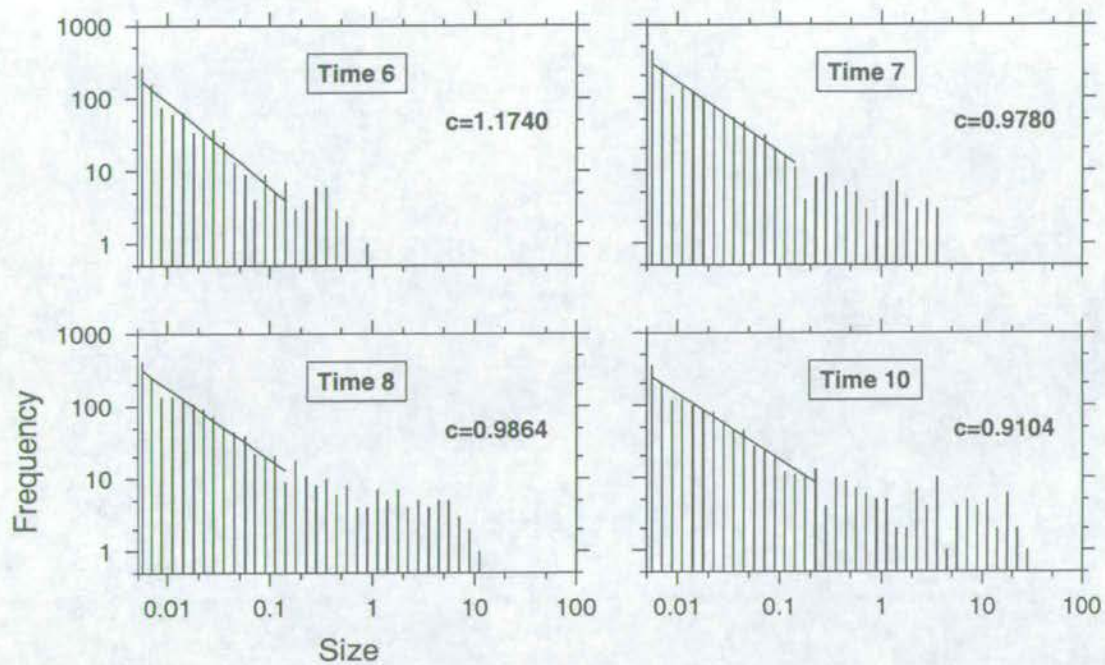 1000
100
10
1
Time 6
c=1.1740
Time 7
c=0.9780
1000
100
10
1
Time 8
c=0.9864
Time 10
c=0.9104
0.01 0.1 1 10 100
0.01 0.1 1 10 100
Frequency
Size